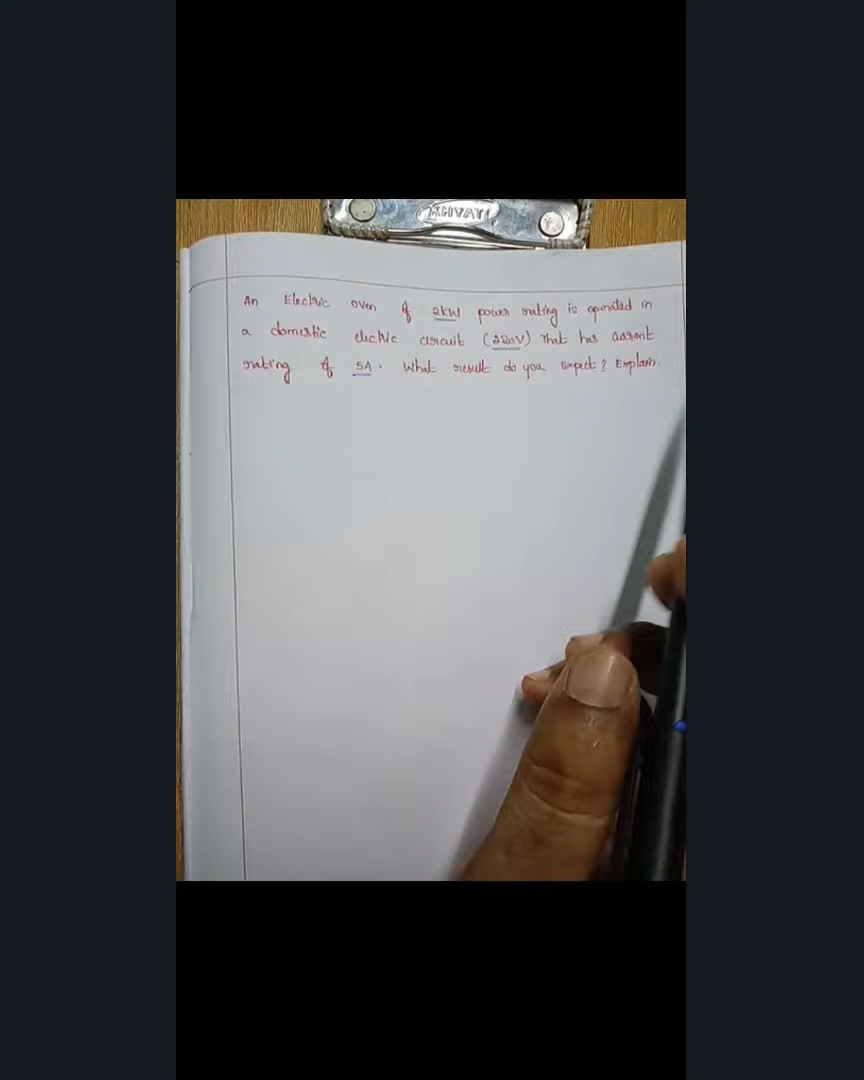 KHYATI
An Electric oven of 2kW power rating is operated in
a domestic electric circuit (220V) that has current
rating of 5A. What result do you expect? Explain.